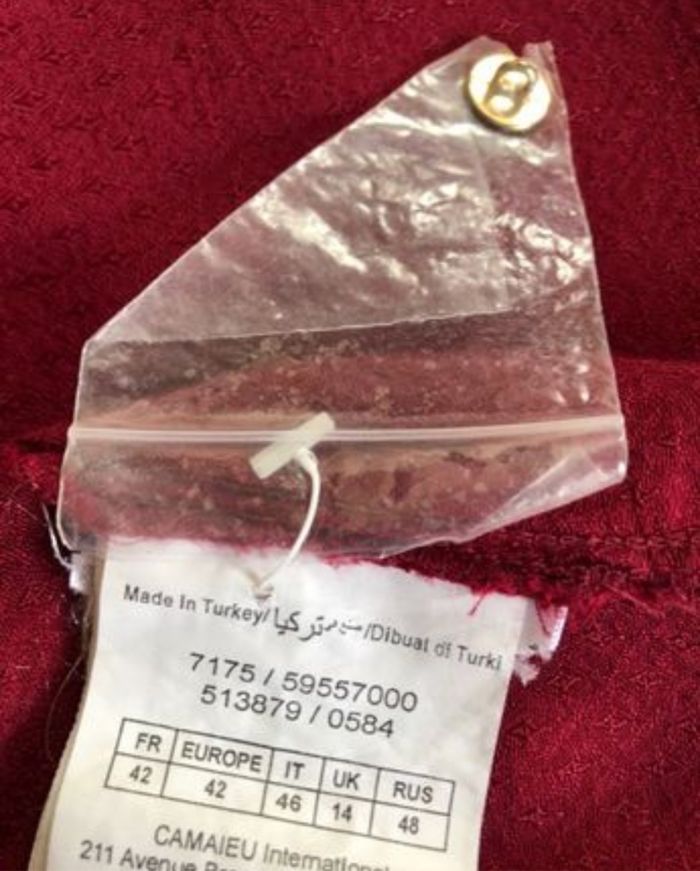 Made In Turkey/ تركيا /Dibuat of Turki
7175 / 59557000
513879 / 0584
FR EUROPE IT UK RUS
42 42 46 14 48
CAMAIEU International
211 Avenue